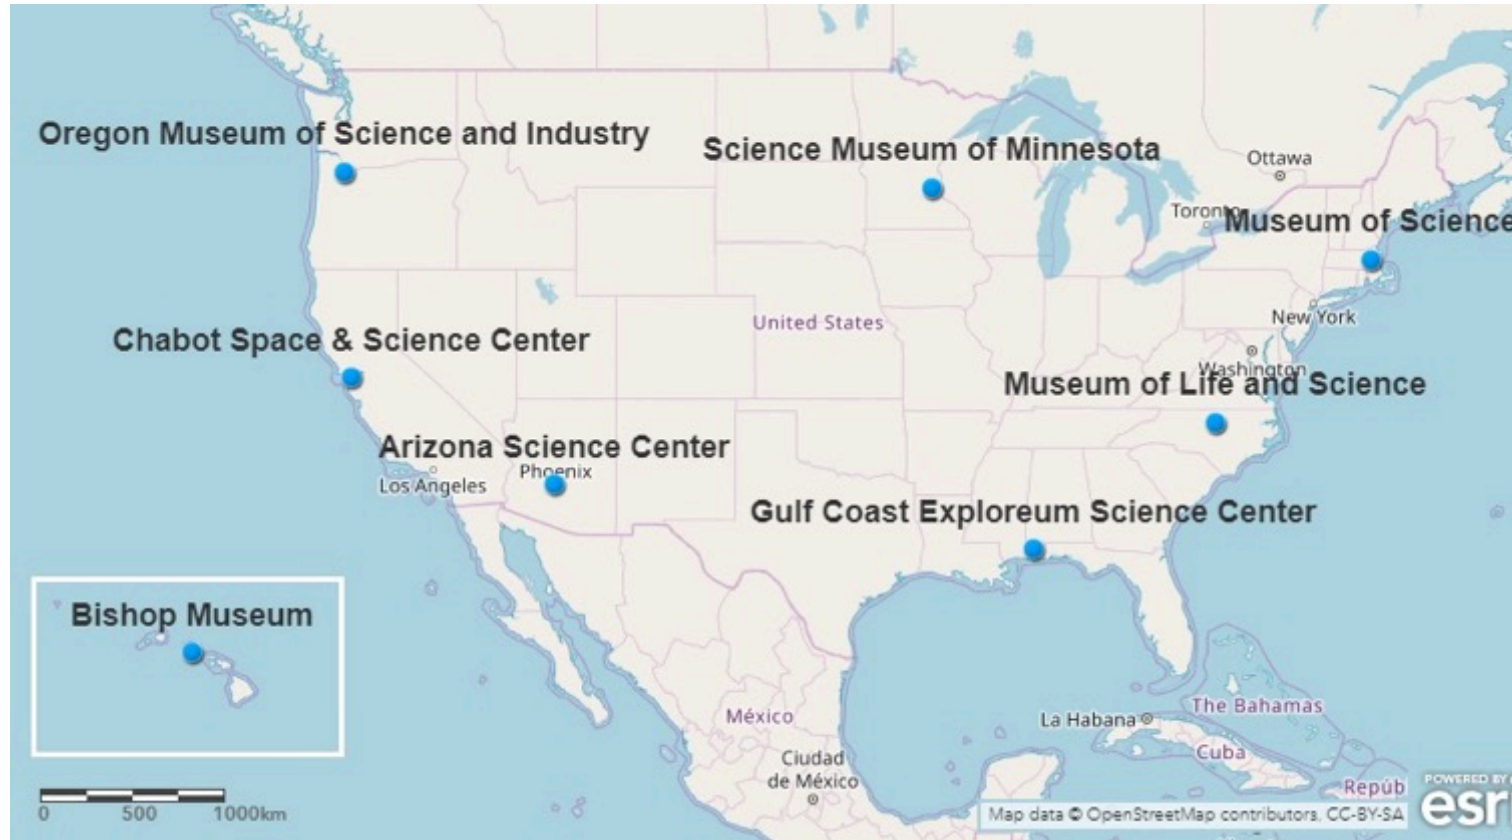 Oregon Museum of Science and Industry
Science Museum of Minnesota
Ottawa
Toronto
Museum of Science
New York
United States
Chabot Space & Science Center
Washington
Museum of Life and Science
Arizona Science Center
Phoenix
Los Angeles
Gulf Coast Exploreum Science Center
Bishop Museum
México
La Habana
The Bahamas
Cuba
Ciudad
de México
Repúb
0 500 1000km
Map data © OpenStreetMap contributors, CC-BY-SA
POWERED BY
esri